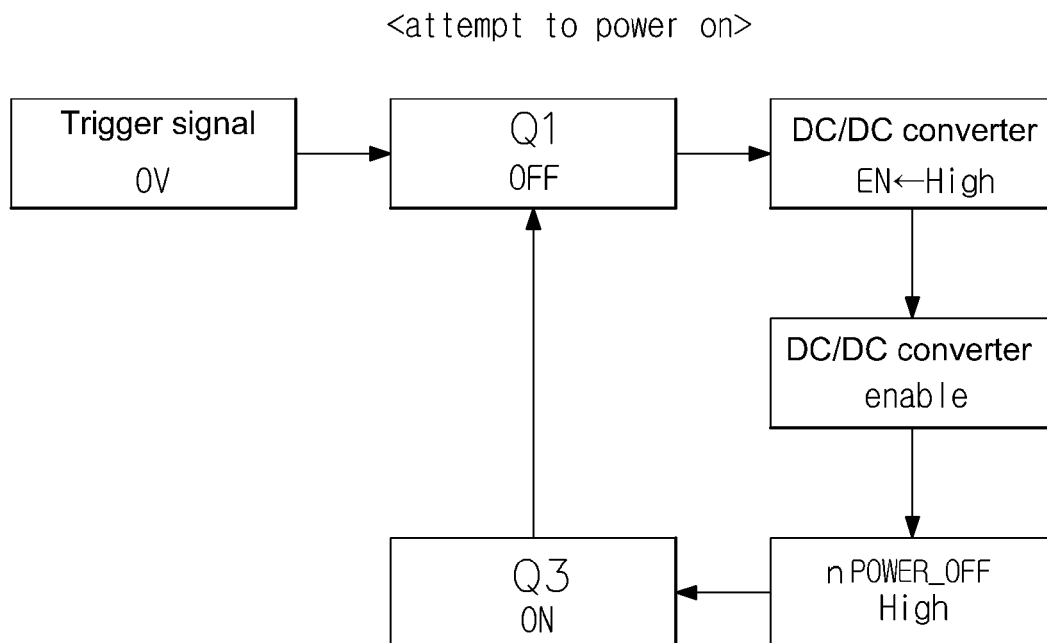 <attempt to power on>
Trigger signal
0V
Q1
OFF
DC/DC converter
EN←High
DC/DC converter
enable
nPOWER_OFF
High
Q3
ON